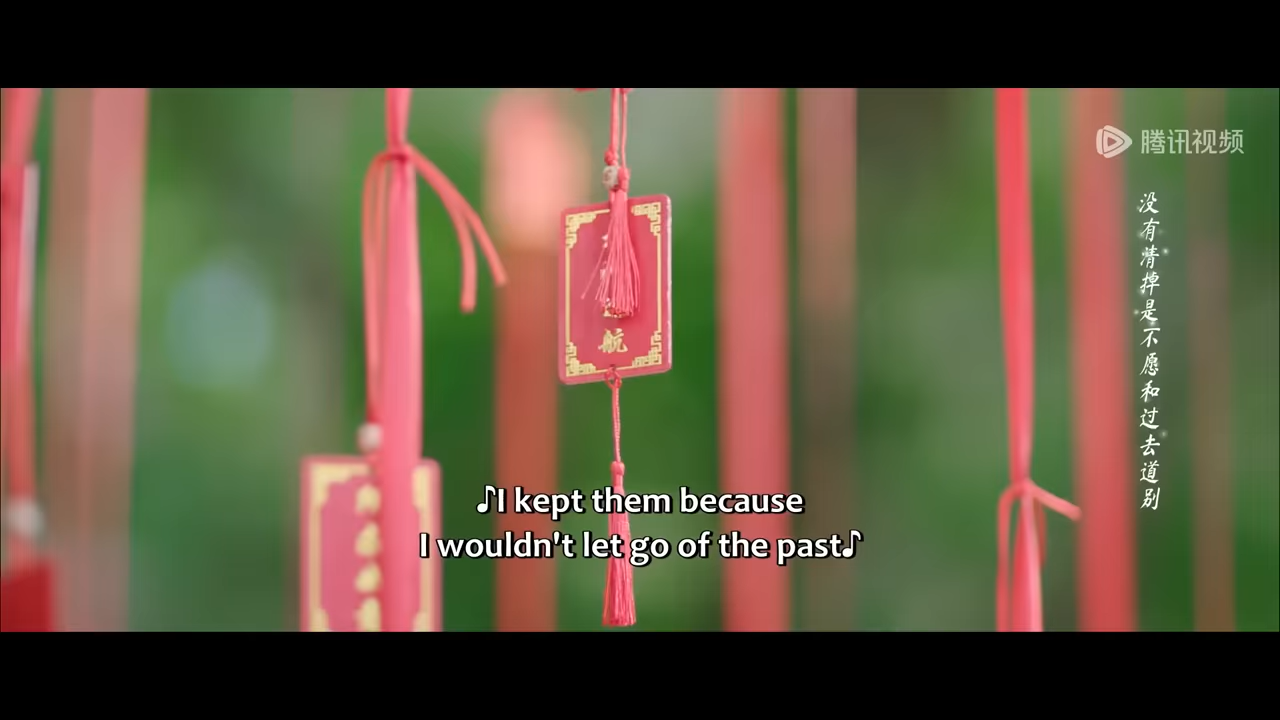 腾讯视频
没有清掉是不愿和过去道别
航
♪I kept them because
I wouldn't let go of the past♪